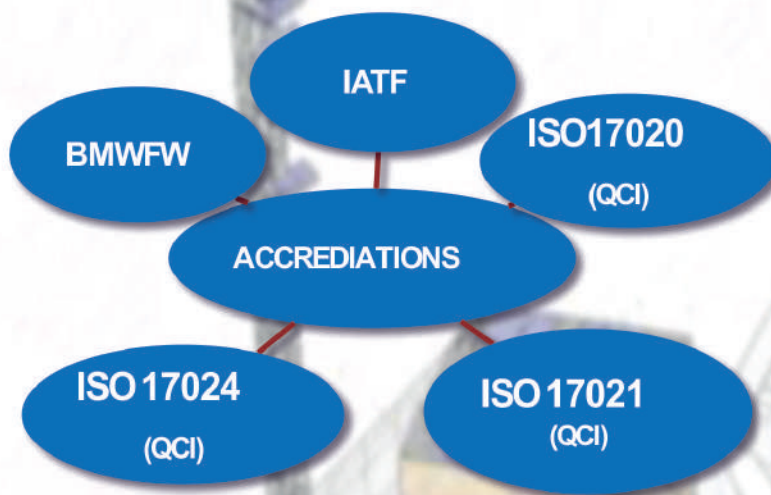 IATF
BMWFW
ISO17020
(QCI)
ACCREDIATIONS
ISO 17024
(QCI)
ISO 17021
(QCI)